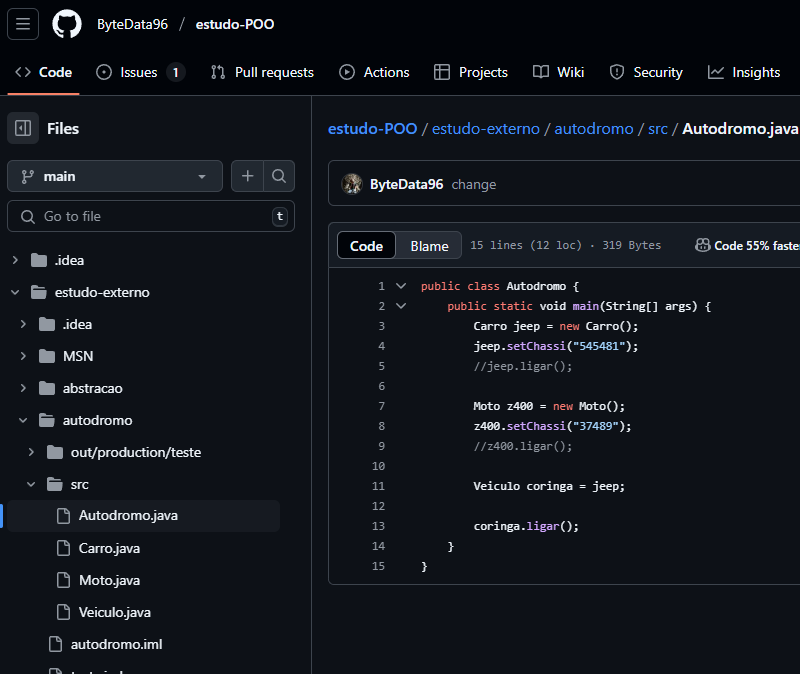 ByteData96 / estudo-POO
Code Issues 1 Pull requests Actions Projects Wiki Security Insights
Files
main
Go to file t
.idea
estudo-externo
.idea
MSN
abstracao
autodromo
out/production/teste
src
Autodromo.java
Carro.java
Moto.java
Veiculo.java
autodromo.iml
estudo-POO / estudo-externo / autodromo / src / Autodromo.java
ByteData96 change
Code Blame 15 lines (12 loc) · 319 Bytes Code 55% faste
1 public class Autodromo {
2 public static void main(String[] args) {
3 Carro jeep = new Carro();
4 jeep.setChassi("545481");
5 //jeep.ligar();
6
7 Moto z400 = new Moto();
8 z400.setChassi("37489");
9 //z400.ligar();
10
11 Veiculo coringa = jeep;
12
13 coringa.ligar();
14 }
15 }